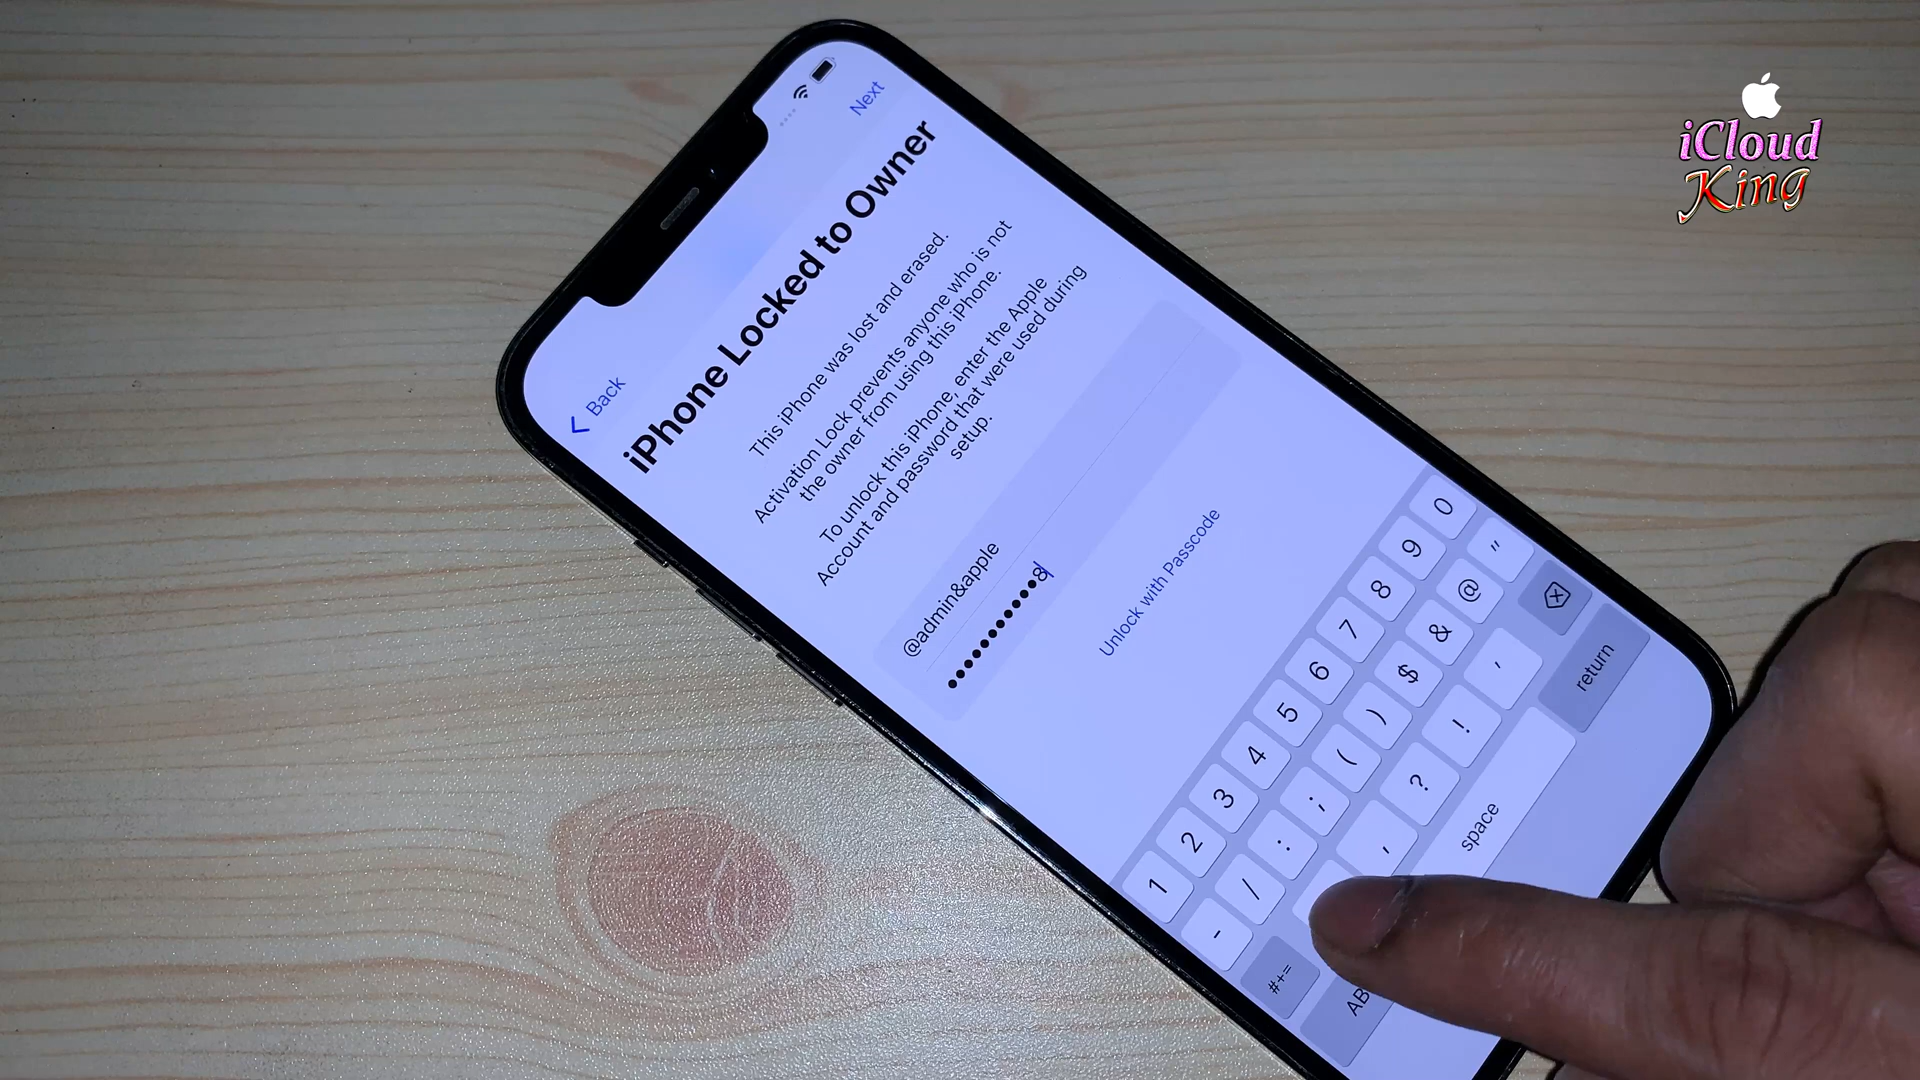 Next
Back
iPhone Locked to Owner
This iPhone was lost and erased.
Activation Lock prevents anyone who is not
the owner from using this iPhone.
To unlock this iPhone, enter the Apple
Account and password that were used during
setup.
@admin&apple
••••••••••••8
Unlock with Passcode
1 2 3 4 5 6 7 8 9 0
- / : ; ( ) $ & @ "
#+= , ? ! '
space return
iCloud
King